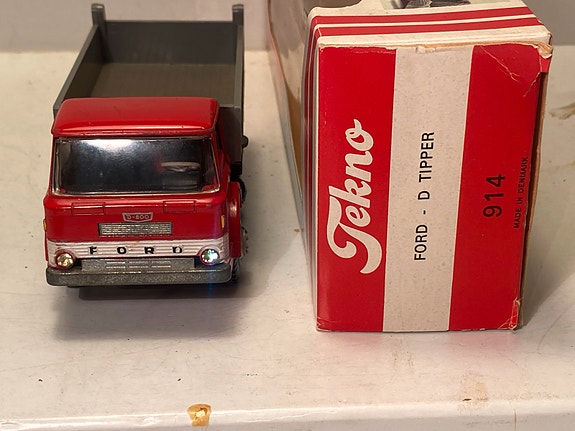 D-800
FORD
Tekno
FORD - D TIPPER
914
MADE IN DENMARK